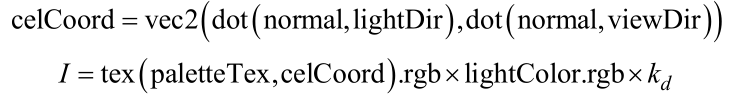 celCoord = vec2(dot(normal,lightDir),dot(normal,viewDir))
I = tex(paletteTex,celCoord).rgb × lightColor.rgb × k_d